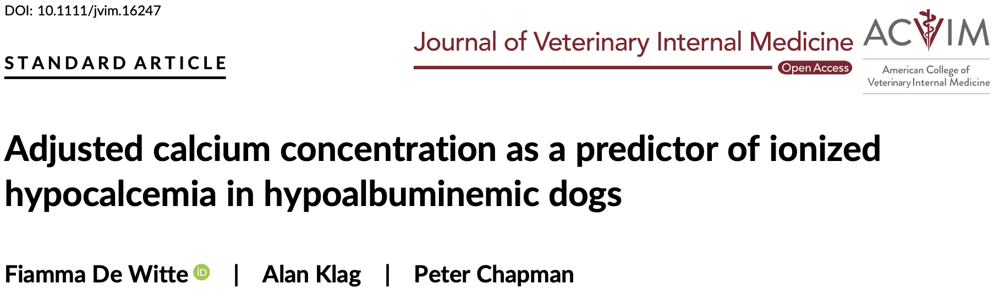 DOI: 10.1111/jvim.16247
STANDARD ARTICLE
Journal of Veterinary Internal Medicine
Open Access
ACVIM
American College of
Veterinary Internal Medicine
Adjusted calcium concentration as a predictor of ionized
hypocalcemia in hypoalbuminemic dogs
Fiamma De Witte iD | Alan Klag | Peter Chapman